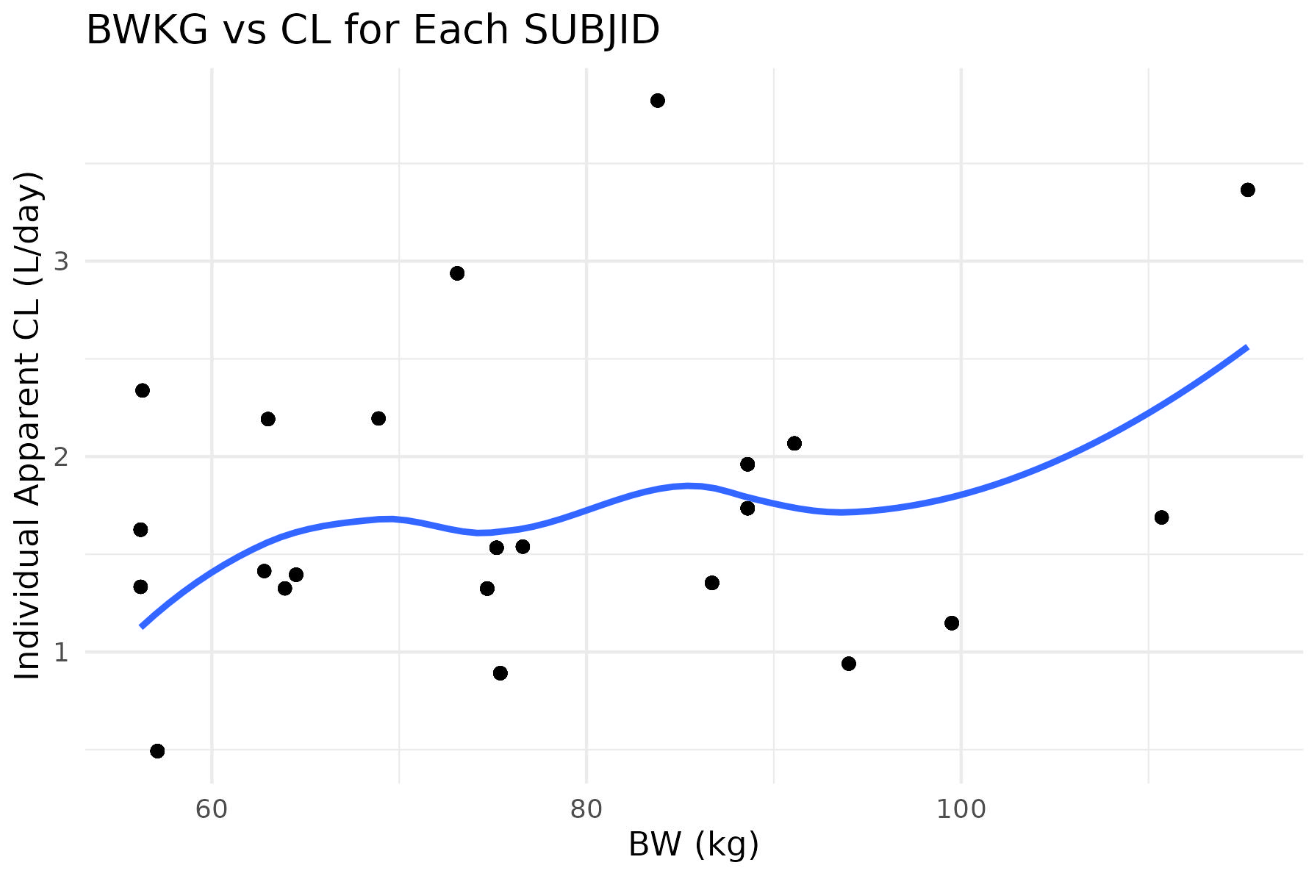 BWKG vs CL for Each SUBJID
Individual Apparent CL (L/day)
3
2
1
60 80 100
BW (kg)